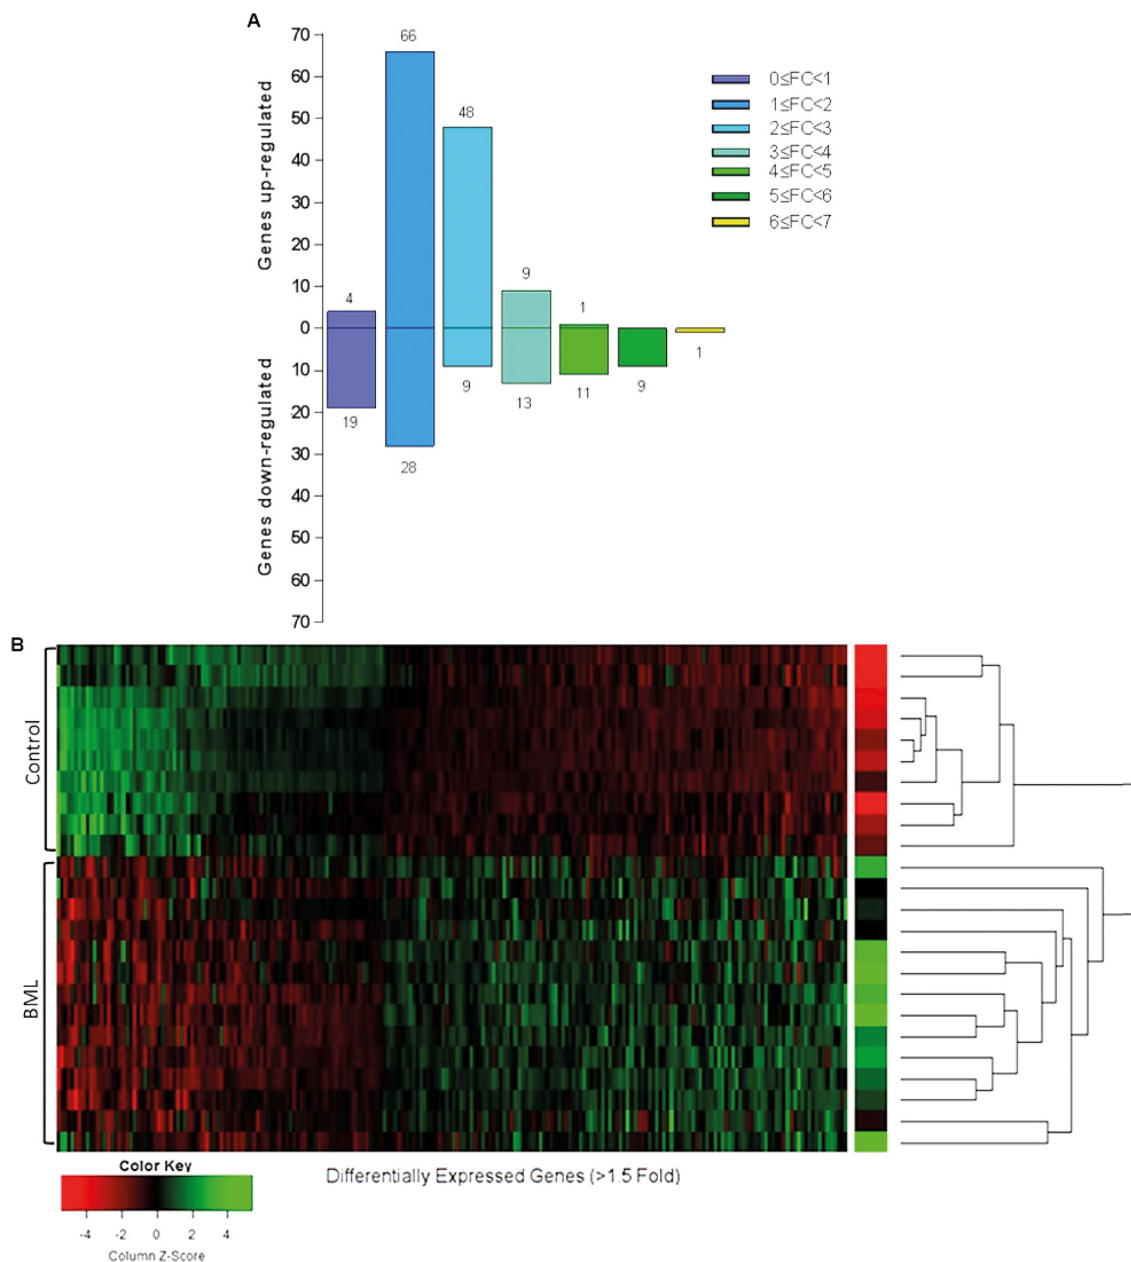 A
70
60
50
40
30
20
10
0
10
20
30
40
50
60
70
Genes up-regulated
Genes down-regulated
66
48
9
4
1
19
28
9
13
11
9
1
0≤FC<1
1≤FC<2
2≤FC<3
3≤FC<4
4≤FC<5
5≤FC<6
6≤FC<7
B
Control
BML
Color Key
-4 -2 0 2 4
Column Z-Score
Differentially Expressed Genes (>1.5 Fold)